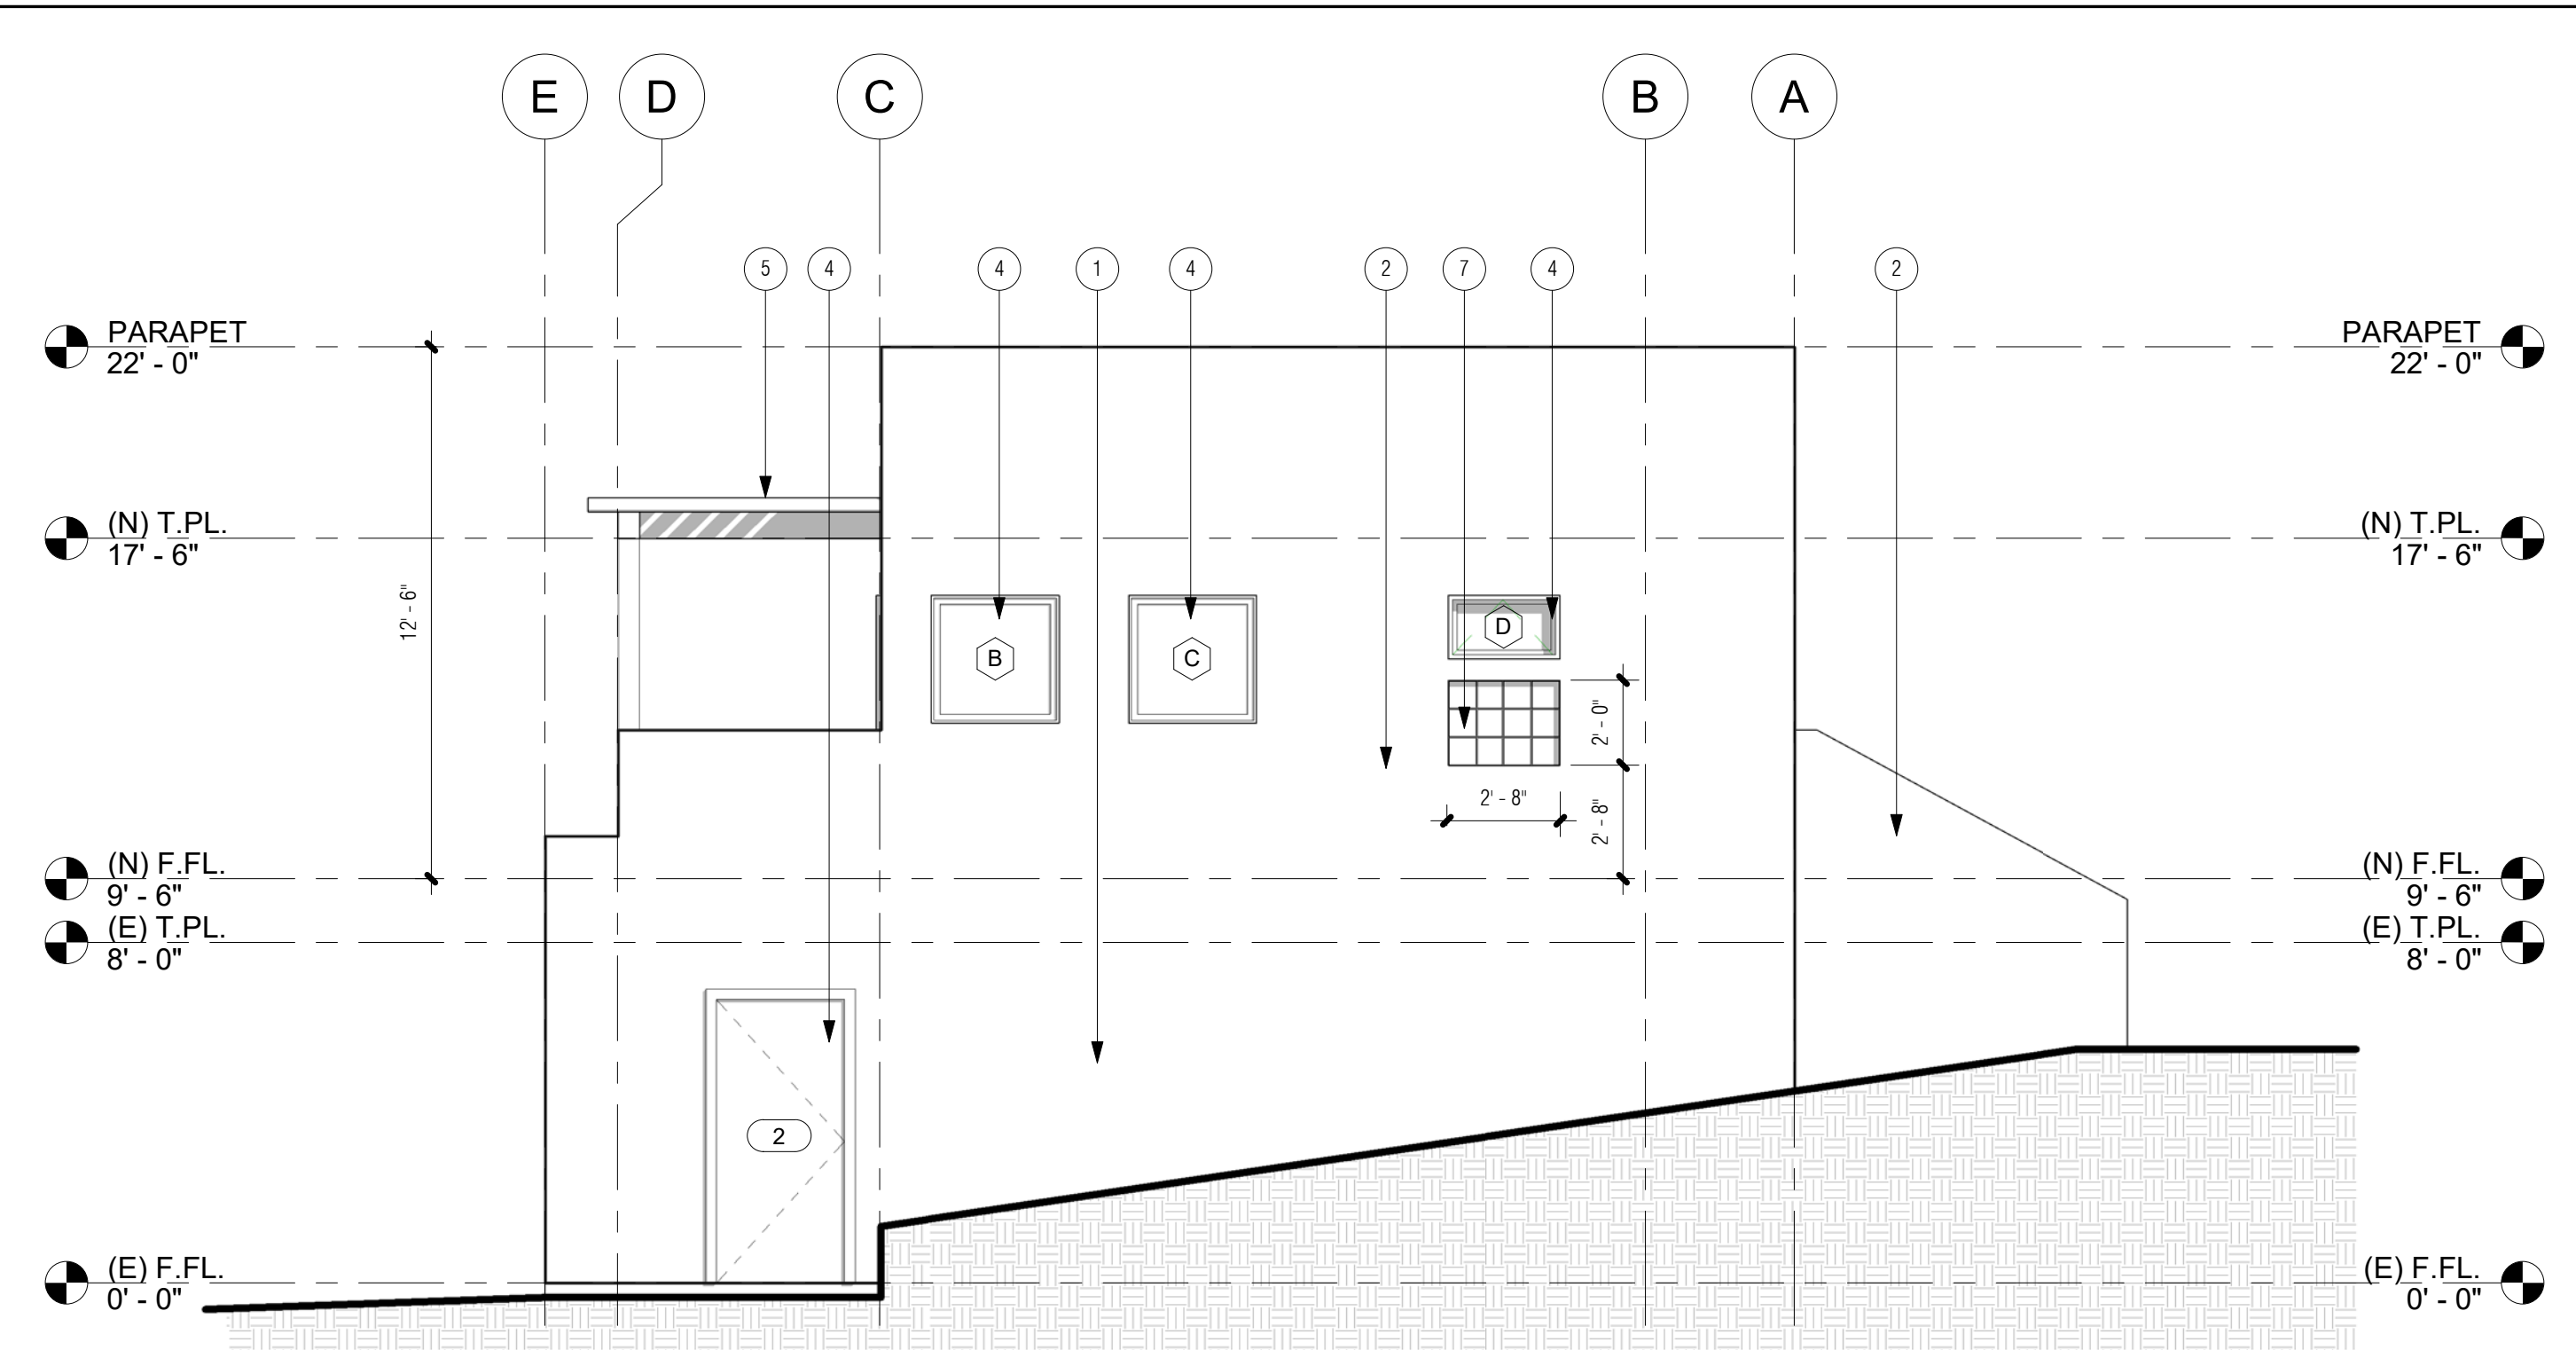 E
D
C
B
A
5
4
4
1
4
2
7
4
2
PARAPET
22' - 0"
PARAPET
22' - 0"
(N) T.PL.
17' - 6"
(N) T.PL.
17' - 6"
12' - 6"
B
C
D
2' - 0"
2' - 8"
2' - 8"
(N) F.FL.
9' - 6"
(N) F.FL.
9' - 6"
(E) T.PL.
8' - 0"
(E) T.PL.
8' - 0"
2
(E) F.FL.
0' - 0"
(E) F.FL.
0' - 0"